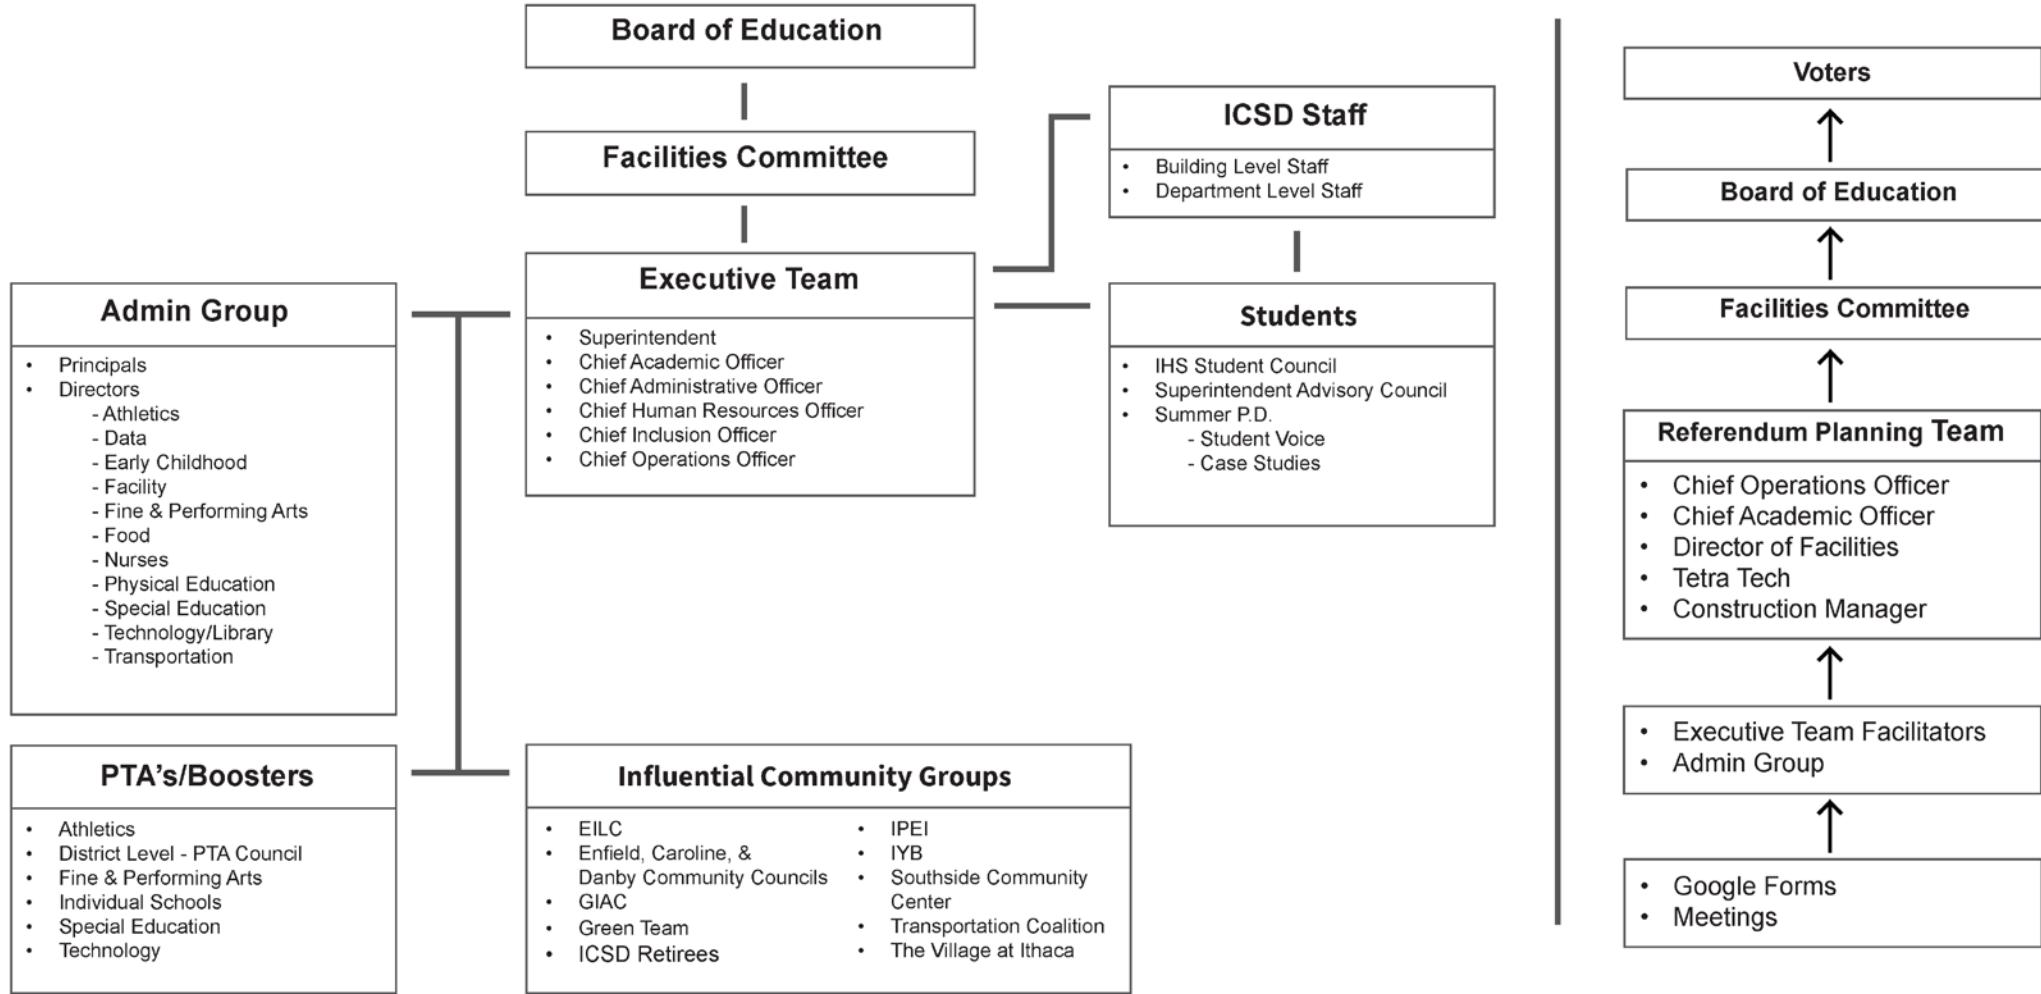 Board of Education
Facilities Committee
Executive Team
• Superintendent
• Chief Academic Officer
• Chief Administrative Officer
• Chief Human Resources Officer
• Chief Inclusion Officer
• Chief Operations Officer
ICSD Staff
• Building Level Staff
• Department Level Staff
Students
• IHS Student Council
• Superintendent Advisory Council
• Summer P.D.
- Student Voice
- Case Studies
Admin Group
• Principals
• Directors
- Athletics
- Data
- Early Childhood
- Facility
- Fine & Performing Arts
- Food
- Nurses
- Physical Education
- Special Education
- Technology/Library
- Transportation
PTA's/Boosters
• Athletics
• District Level - PTA Council
• Fine & Performing Arts
• Individual Schools
• Special Education
• Technology
Influential Community Groups
• EILC
• Enfield, Caroline, &
Danby Community Councils
• GIAC
• Green Team
• ICSD Retirees
• IPEI
• IYB
• Southside Community
Center
• Transportation Coalition
• The Village at Ithaca
Voters
Board of Education
Facilities Committee
Referendum Planning Team
• Chief Operations Officer
• Chief Academic Officer
• Director of Facilities
• Tetra Tech
• Construction Manager
• Executive Team Facilitators
• Admin Group
• Google Forms
• Meetings